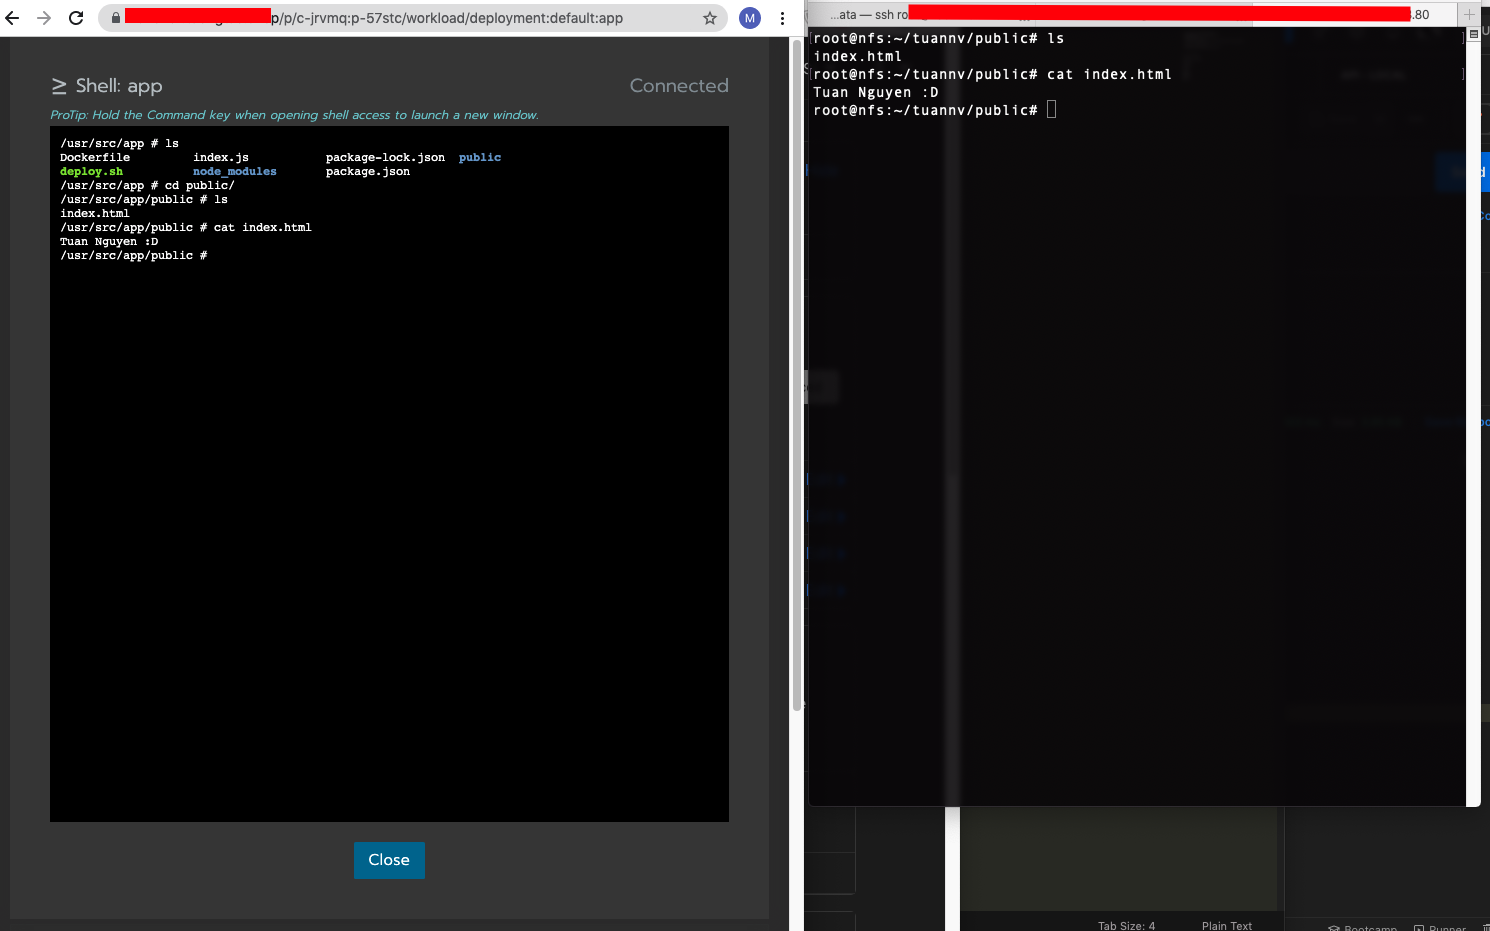 p/p/c-jrvmq:p-57stc/workload/deployment:default:app
M
Shell: app
Connected
ProTip: Hold the Command key when opening shell access to launch a new window.
/usr/src/app # ls
Dockerfile index.js package-lock.json public
deploy.sh node_modules package.json
/usr/src/app # cd public/
/usr/src/app/public # ls
index.html
/usr/src/app/public # cat index.html
Tuan Nguyen :D
/usr/src/app/public #
Close
...ata — ssh ro
.80
[root@nfs:~/tuannv/public# ls ]
index.html
[root@nfs:~/tuannv/public# cat index.html ]
Tuan Nguyen :D
root@nfs:~/tuannv/public#
Tab Size: 4 Plain Text
Bootcamp Runner